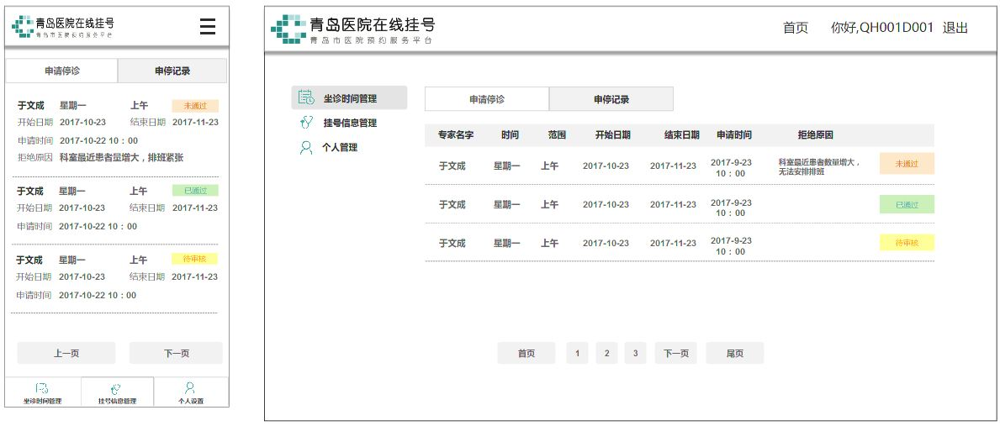 青岛医院在线挂号
青岛市医院预约服务平台
申请停诊 申停记录
于文成 星期一 上午 未通过
开始日期 2017-10-23 结束日期 2017-11-23
申请时间 2017-10-22 10：00
拒绝原因 科室最近患者量增大，排班紧张
于文成 星期一 上午 已通过
开始日期 2017-10-23 结束日期 2017-11-23
申请时间 2017-10-22 10：00
于文成 星期一 上午 待审核
开始日期 2017-10-23 结束日期 2017-11-23
申请时间 2017-10-22 10：00
上一页 下一页
坐诊时间管理 挂号信息管理 个人设置
青岛医院在线挂号
青岛市医院预约服务平台
首页 你好,QH001D001 退出
坐诊时间管理
挂号信息管理
个人管理
申请停诊 申停记录
专家名字 时间 范围 开始日期 结束日期 申请时间 拒绝原因
于文成 星期一 上午 2017-10-23 2017-11-23 2017-9-23 10：00 科室最近患者数量增大，
无法安排排班 未通过
于文成 星期一 上午 2017-10-23 2017-11-23 2017-9-23
10：00 已通过
于文成 星期一 上午 2017-10-23 2017-11-23 2017-9-23
10：00 待审核
首页 1 2 3 下一页 尾页